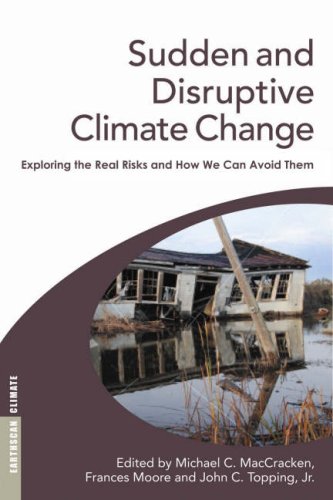 Sudden and
Disruptive
Climate Change
Exploring the Real Risks and How We Can Avoid Them
EARTHSCAN CLIMATE
Edited by Michael C. MacCracken,
Frances Moore and John C. Topping, Jr.